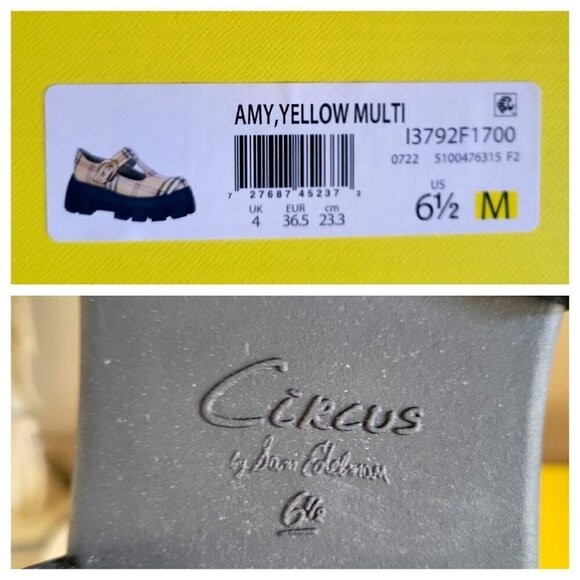 AMY,YELLOW MULTI
I3792F1700
0722 5100476315 F2
7 27687 45237 2
UK EUR cm
4 36.5 23.3
US
6½ M
CIRCUS
by Sam Edelman
6½